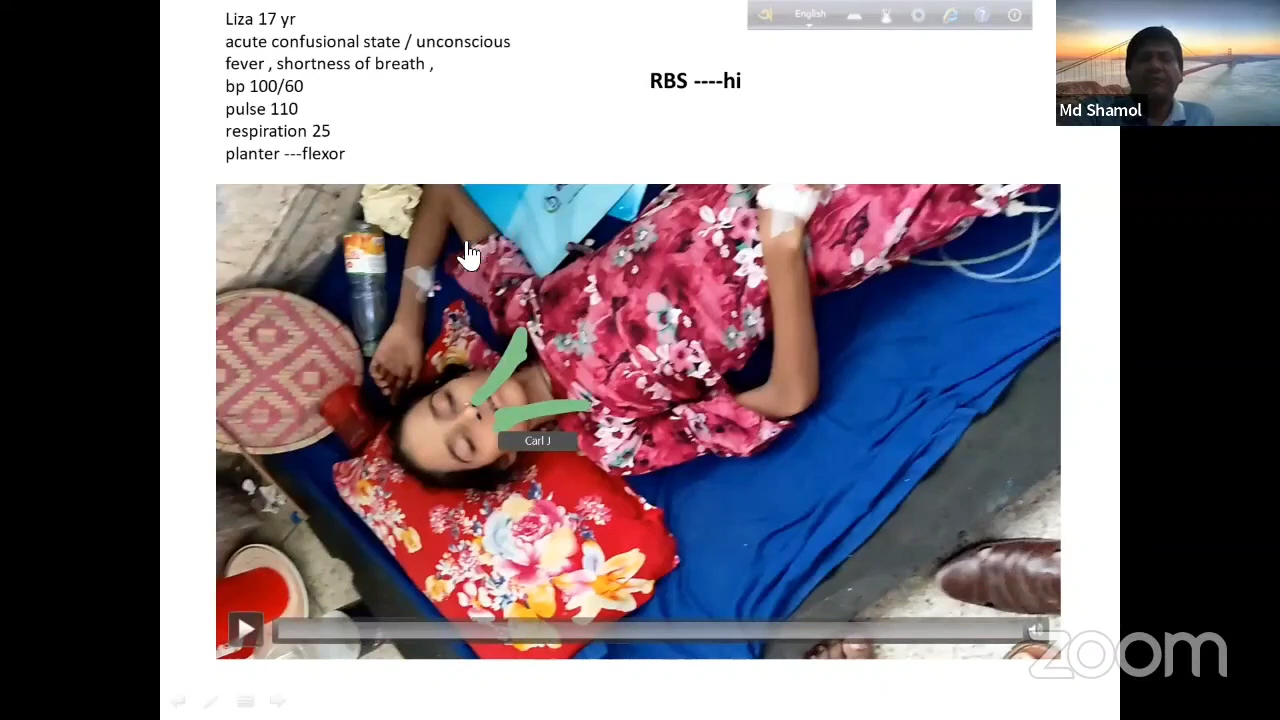 Liza 17 yr
acute confusional state / unconscious
fever , shortness of breath ,
bp 100/60
pulse 110
respiration 25
planter ---flexor
RBS ----hi
English
Md Shamol
Carl J
zoom